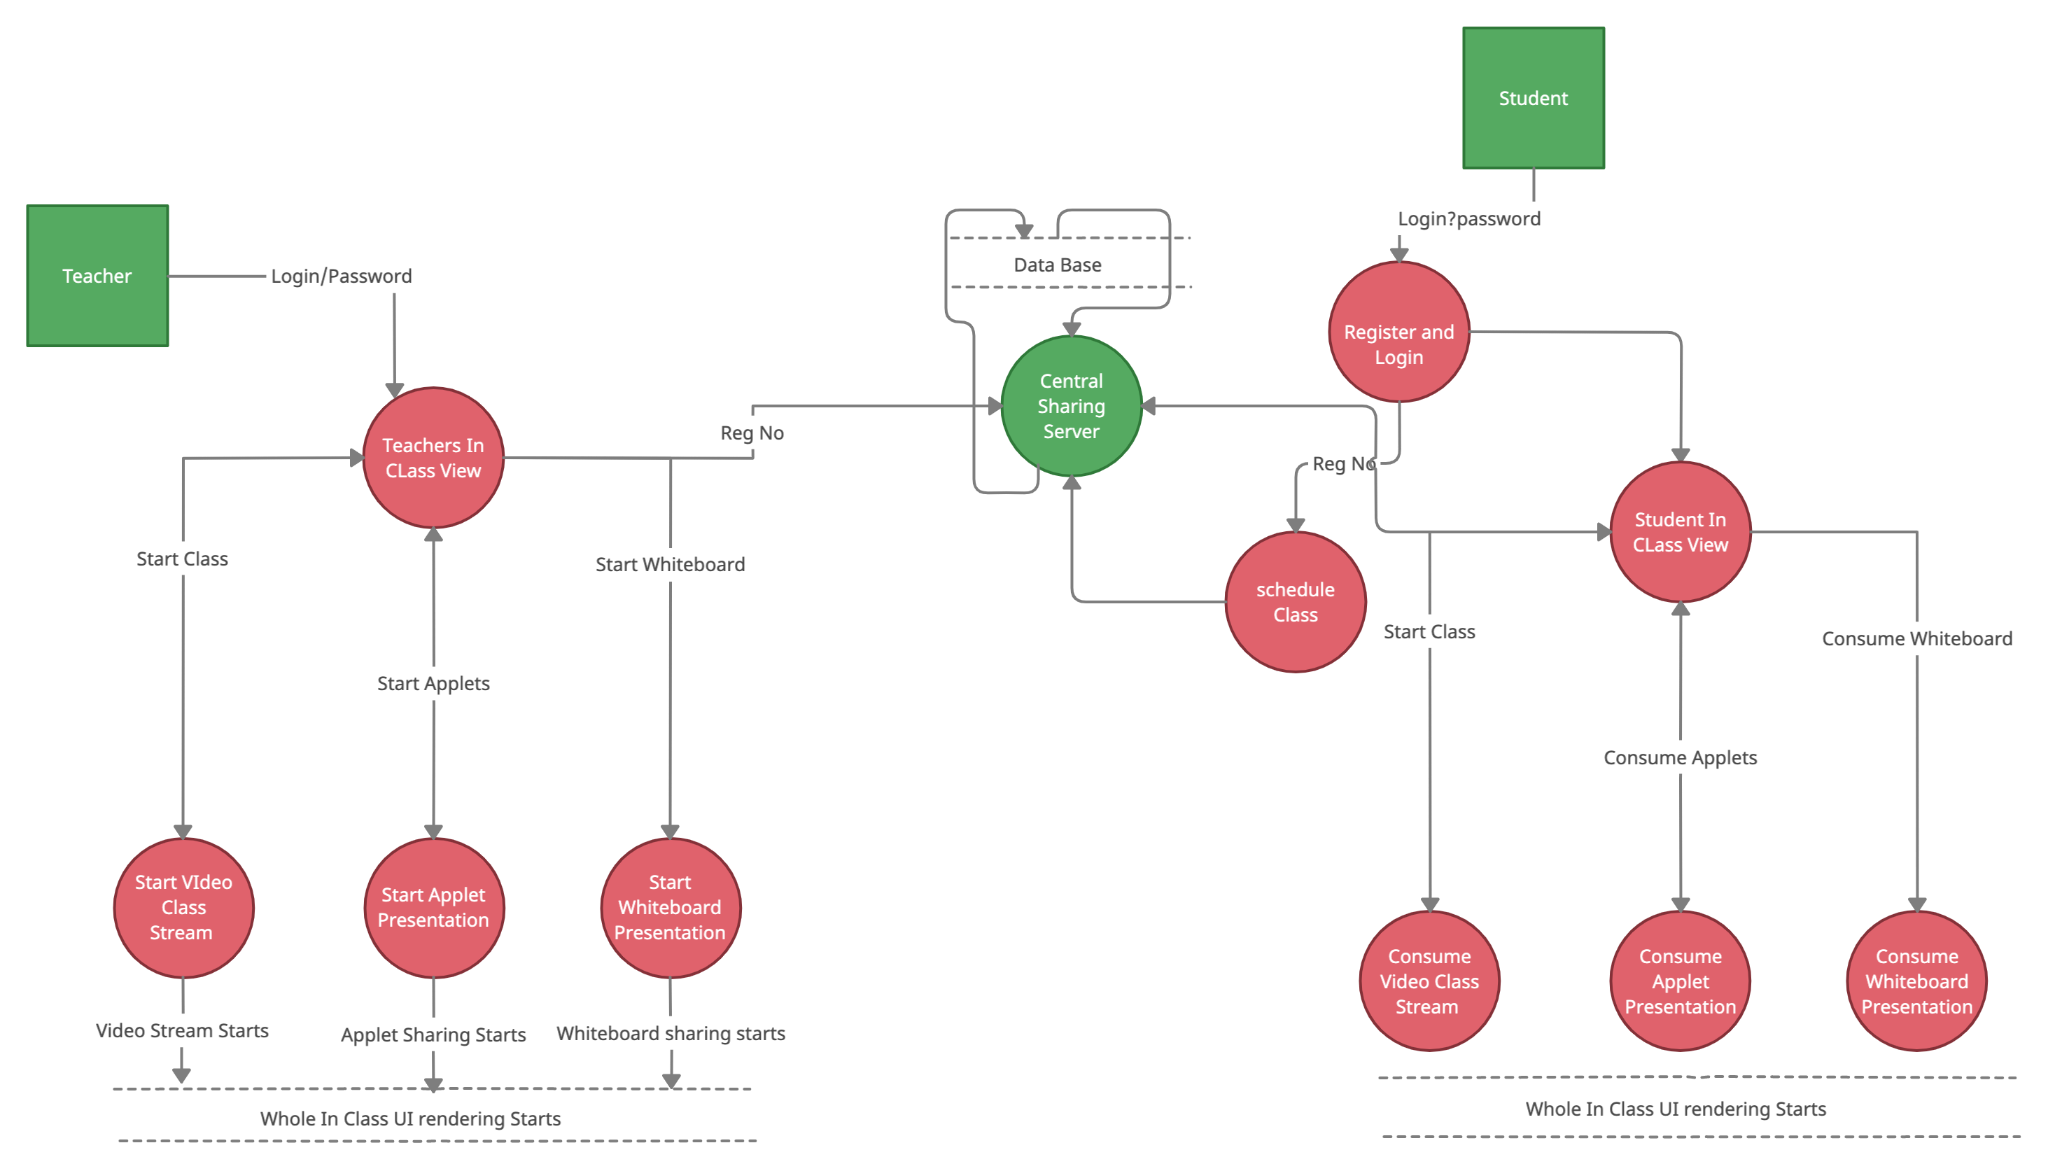 Student
Login?password
Teacher
Login/Password
Data Base
Register and
Login
Central
Sharing
Server
Teachers In
CLass View
Reg No
Reg No
Student In
CLass View
Start Class
Start Whiteboard
schedule
Class
Start Class
Consume Whiteboard
Start Applets
Consume Applets
Start VIdeo
Class
Stream
Start Applet
Presentation
Start
Whiteboard
Presentation
Consume
Video Class
Stream
Consume
Applet
Presentation
Consume
Whiteboard
Presentation
Video Stream Starts
Applet Sharing Starts
Whiteboard sharing starts
Whole In Class UI rendering Starts
Whole In Class UI rendering Starts